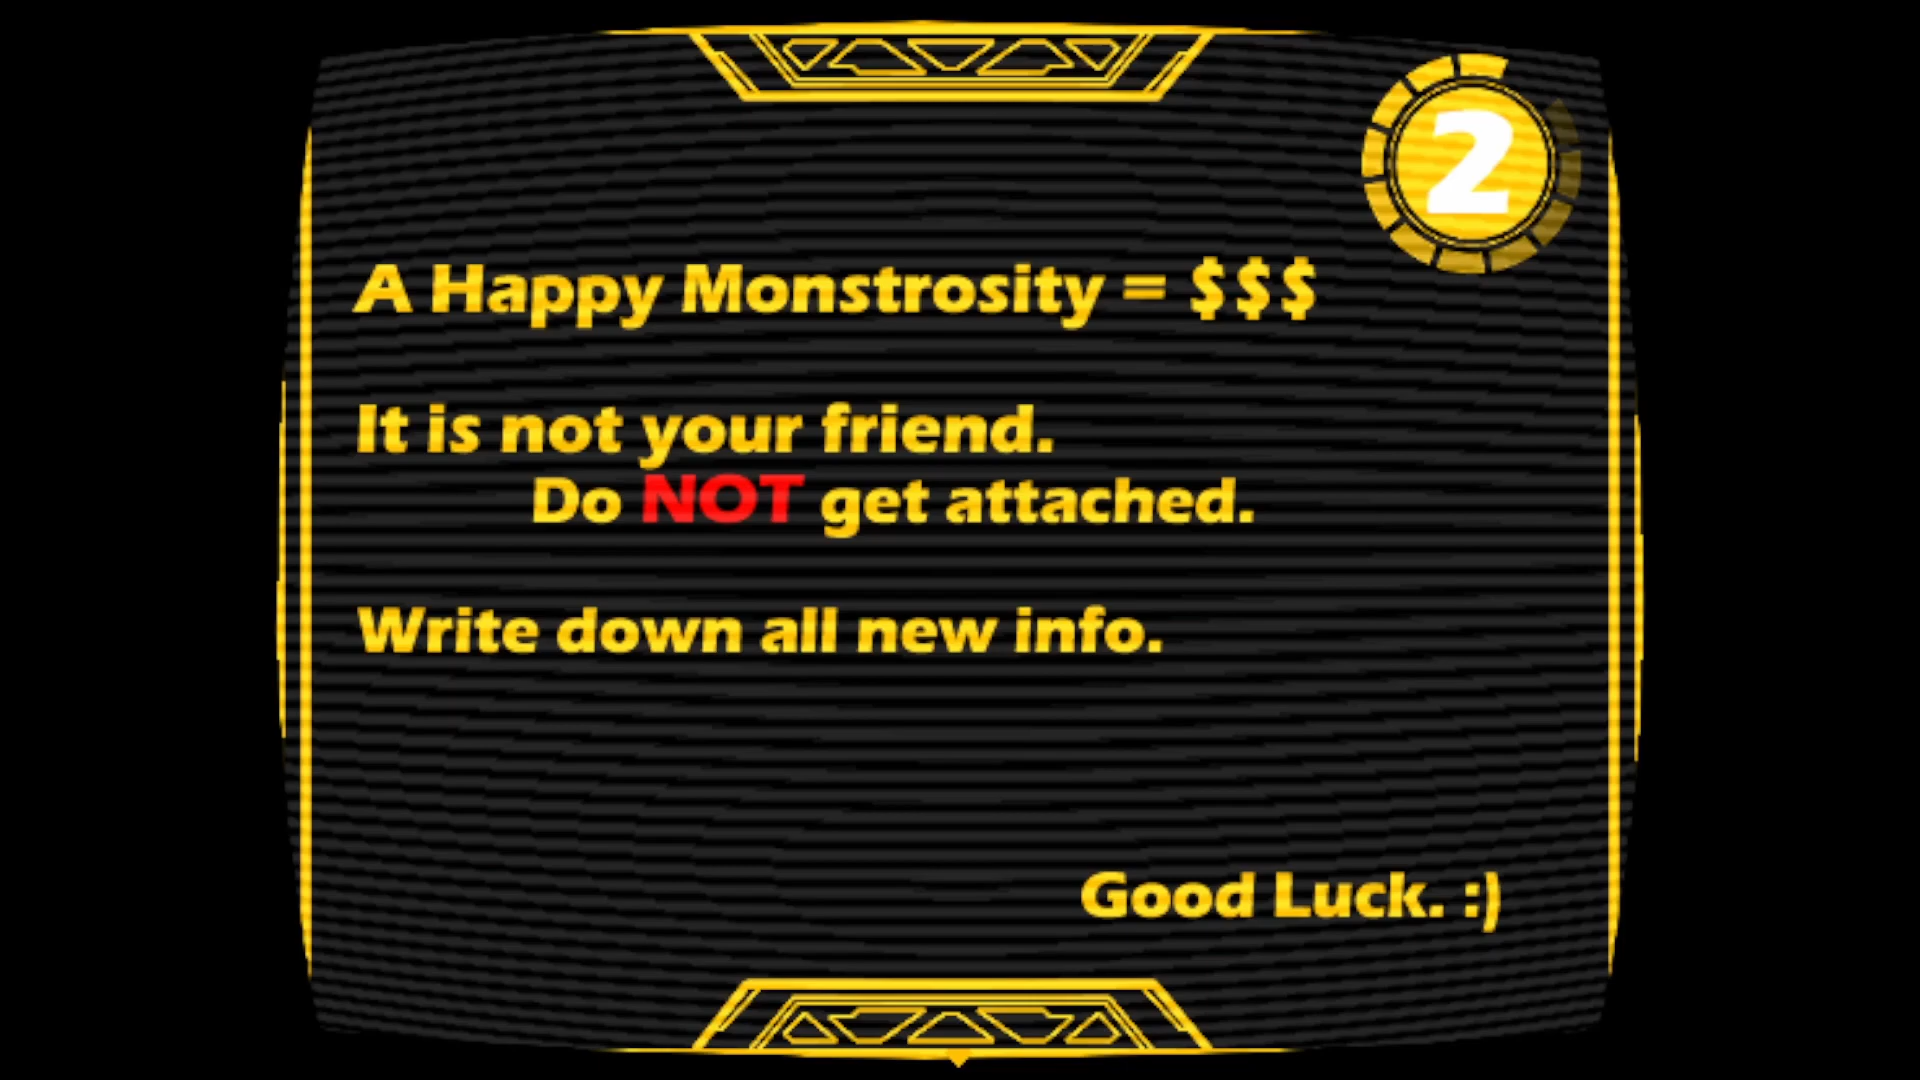 2
A Happy Monstrosity = $$$
It is not your friend.
Do NOT get attached.
Write down all new info.
Good Luck. :)